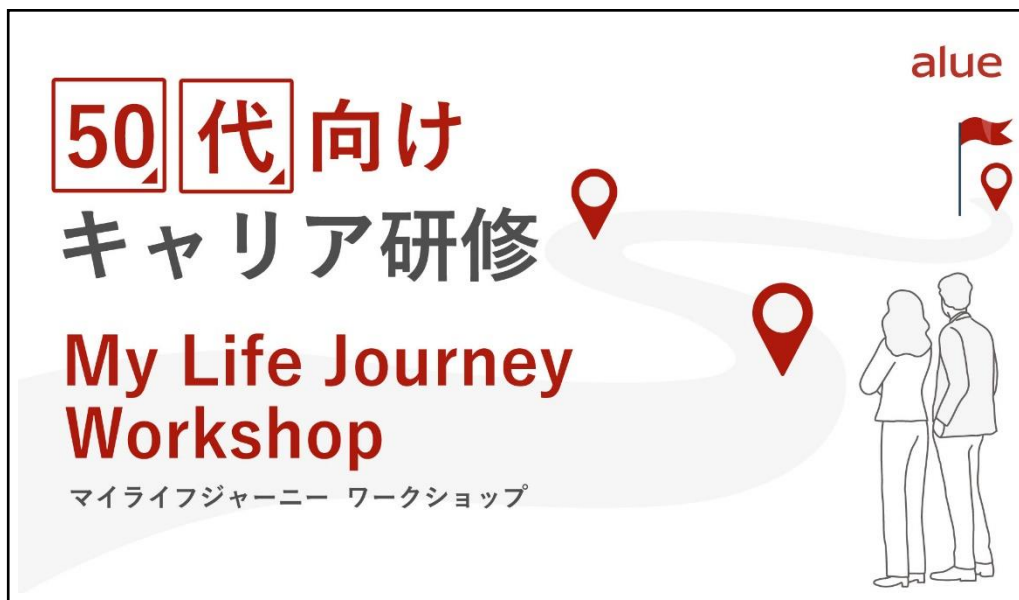 alue
50代向け
キャリア研修
My Life Journey
Workshop
マイライフジャーニー ワークショップ